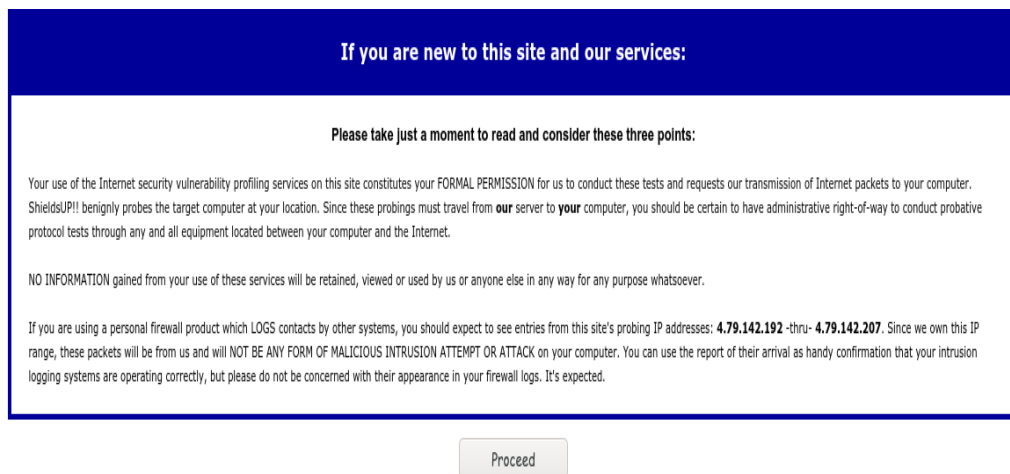 If you are new to this site and our services:
Please take just a moment to read and consider these three points:
Your use of the Internet security vulnerability profiling services on this site constitutes your FORMAL PERMISSION for us to conduct these tests and requests our transmission of Internet packets to your computer.
ShieldsUP!! benignly probes the target computer at your location. Since these probings must travel from our server to your computer, you should be certain to have administrative right-of-way to conduct probative
protocol tests through any and all equipment located between your computer and the Internet.
NO INFORMATION gained from your use of these services will be retained, viewed or used by us or anyone else in any way for any purpose whatsoever.
If you are using a personal firewall product which LOGS contacts by other systems, you should expect to see entries from this site's probing IP addresses: 4.79.142.192 -thru- 4.79.142.207. Since we own this IP
range, these packets will be from us and will NOT BE ANY FORM OF MALICIOUS INTRUSION ATTEMPT OR ATTACK on your computer. You can use the report of their arrival as handy confirmation that your intrusion
logging systems are operating correctly, but please do not be concerned with their appearance in your firewall logs. It's expected.
Proceed